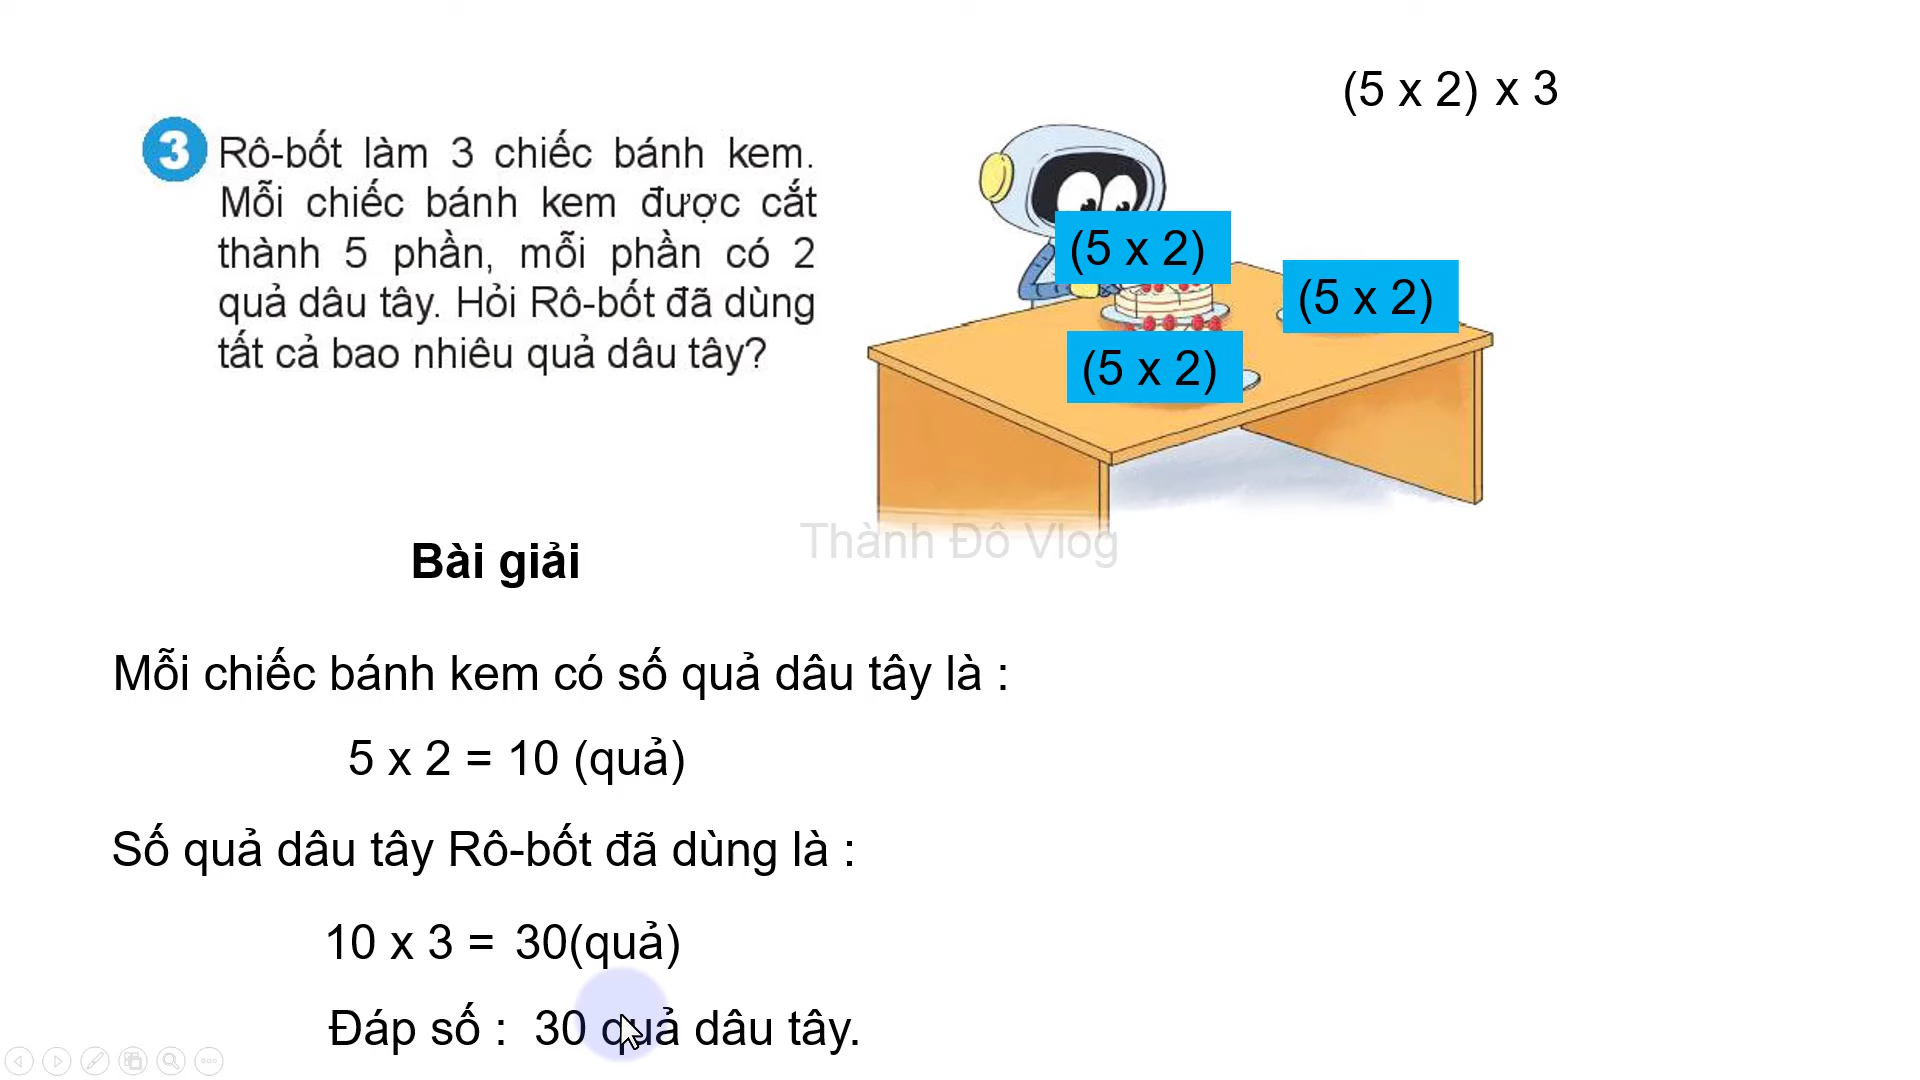 (5 x 2) x 3
3 Rô-bốt làm 3 chiếc bánh kem.
Mỗi chiếc bánh kem được cắt
thành 5 phần, mỗi phần có 2
quả dâu tây. Hỏi Rô-bốt đã dùng
tất cả bao nhiêu quả dâu tây?
(5 x 2)
(5 x 2)
(5 x 2)
Thành Đô Vlog
Bài giải
Mỗi chiếc bánh kem có số quả dâu tây là :
5 x 2 = 10 (quả)
Số quả dâu tây Rô-bốt đã dùng là :
10 x 3 = 30(quả)
Đáp số : 30 quả dâu tây.